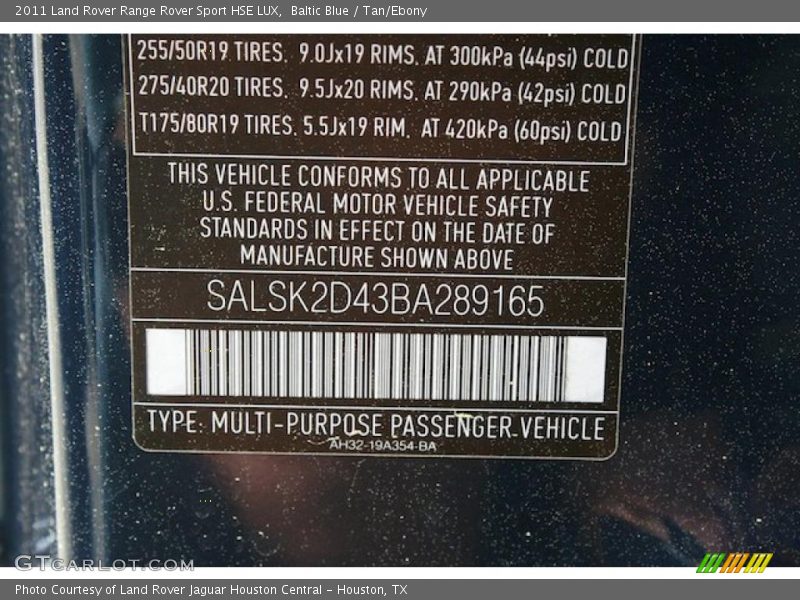 2011 Land Rover Range Rover Sport HSE LUX, Baltic Blue / Tan/Ebony
255/50R19 TIRES. 9.0Jx19 RIMS. AT 300kPa (44psi) COLD
275/40R20 TIRES. 9.5Jx20 RIMS. AT 290kPa (42psi) COLD
T175/80R19 TIRES. 5.5Jx19 RIM. AT 420kPa (60psi) COLD
THIS VEHICLE CONFORMS TO ALL APPLICABLE
U.S. FEDERAL MOTOR VEHICLE SAFETY
STANDARDS IN EFFECT ON THE DATE OF
MANUFACTURE SHOWN ABOVE
SALSK2D43BA289165
TYPE: MULTI-PURPOSE PASSENGER VEHICLE
AH32-19A354-BA
GTCARLOT.COM
Photo Courtesy of Land Rover Jaguar Houston Central - Houston, TX